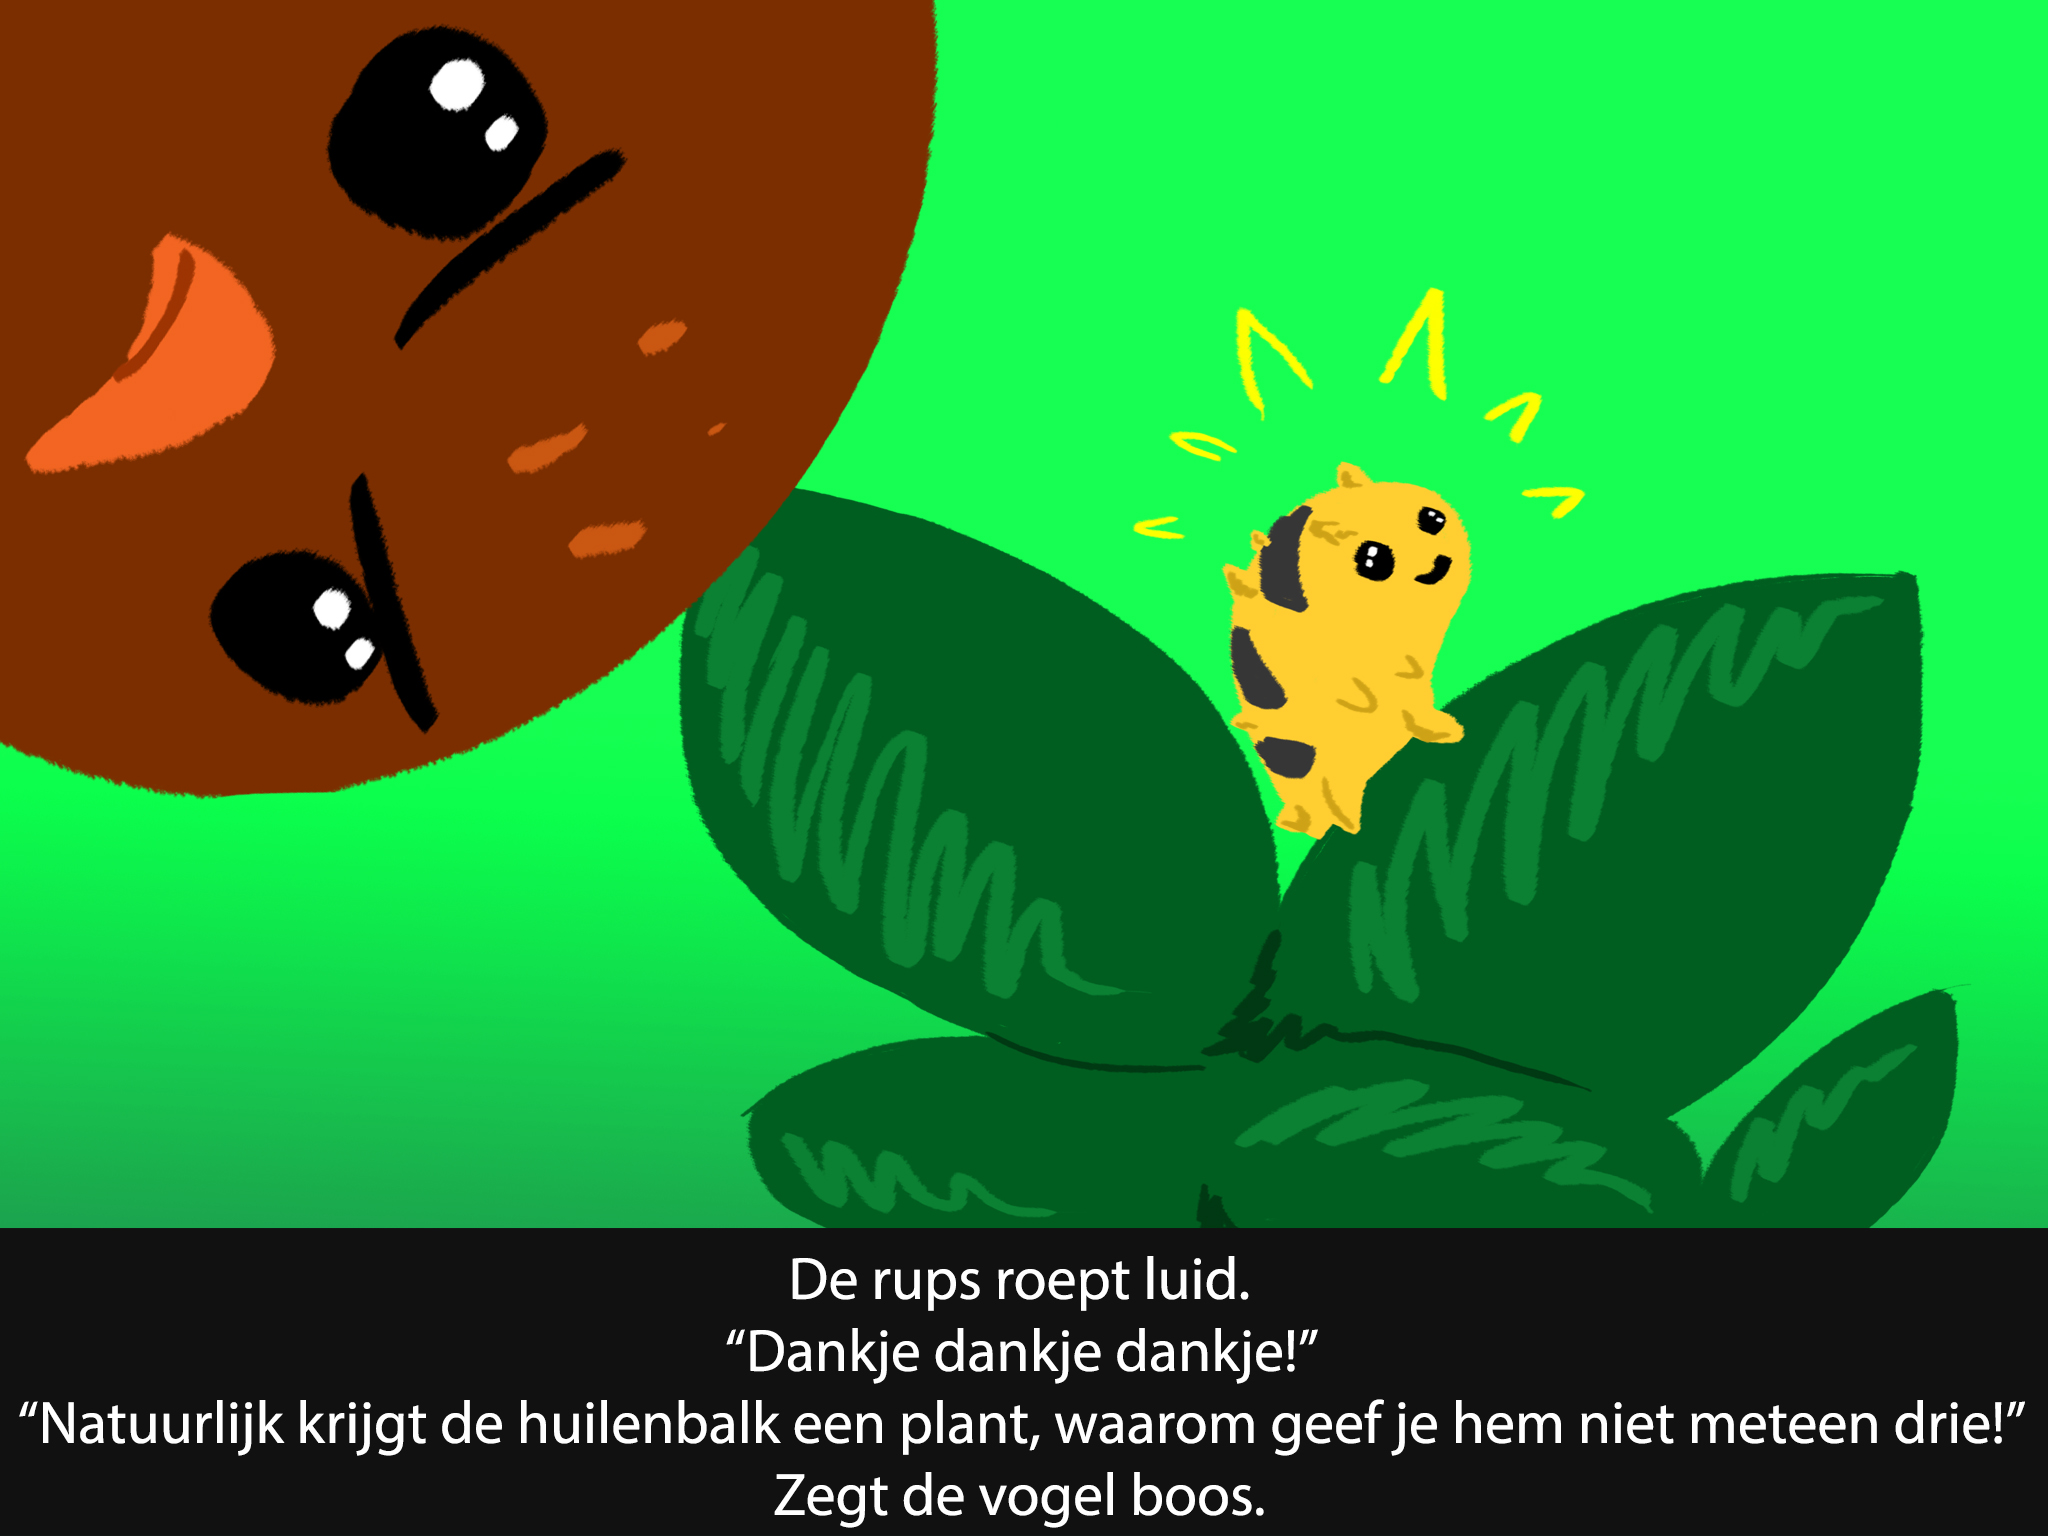 De rups roept luid.
“Dankje dankje dankje!”
“Natuurlijk krijgt de huilenbalk een plant, waarom geef je hem niet meteen drie!”
Zegt de vogel boos.